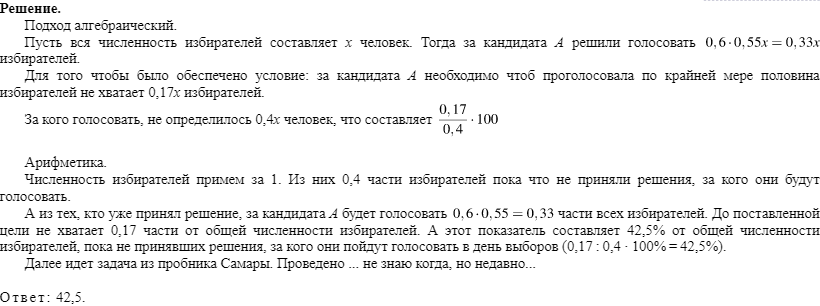 Решение.
Подход алгебраический.
Пусть вся численность избирателей составляет x человек. Тогда за кандидата A решили голосовать 0,6·0,55x = 0,33x
избирателей.
Для того чтобы было обеспечено условие: за кандидата A необходимо чтоб проголосовала по крайней мере половина
избирателей не хватает 0,17x избирателей.
За кого голосовать, не определилось 0,4x человек, что составляет 0,17/0,4 · 100
Арифметика.
Численность избирателей примем за 1. Из них 0,4 части избирателей пока что не приняли решения, за кого они будут
голосовать.
А из тех, кто уже принял решение, за кандидата A будет голосовать 0,6·0,55 = 0,33 части всех избирателей. До поставленной
цели не хватает 0,17 части от общей численности избирателей. А этот показатель составляет 42,5% от общей численности
избирателей, пока не принявших решения, за кого они пойдут голосовать в день выборов (0,17 : 0,4 · 100% = 42,5%).
Далее идет задача из пробника Самары. Проведено ... не знаю когда, но недавно...
Ответ: 42,5.